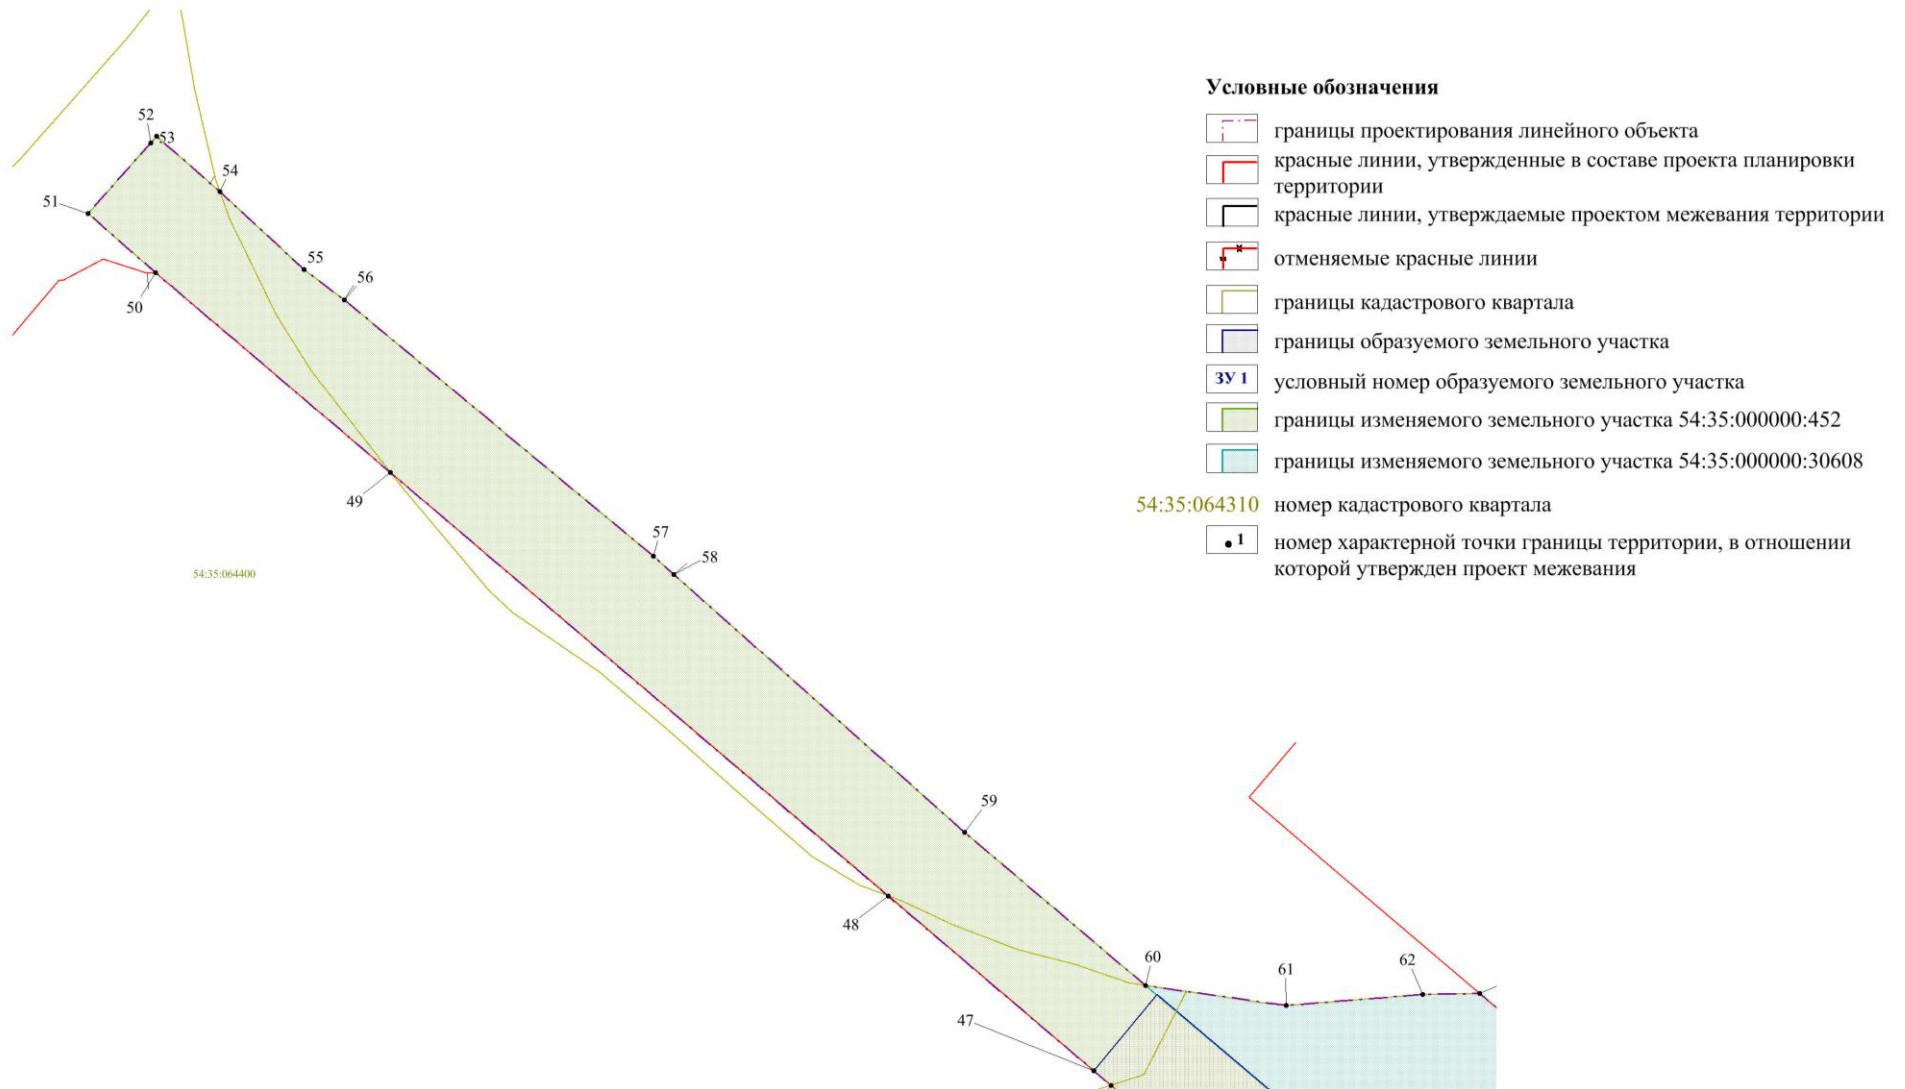 Условные обозначения
границы проектирования линейного объекта
красные линии, утвержденные в составе проекта планировки
территории
красные линии, утверждаемые проектом межевания территории
отменяемые красные линии
границы кадастрового квартала
границы образуемого земельного участка
ЗУ 1 условный номер образуемого земельного участка
границы изменяемого земельного участка 54:35:000000:452
границы изменяемого земельного участка 54:35:000000:30608
54:35:064310 номер кадастрового квартала
1 номер характерной точки границы территории, в отношении
которой утвержден проект межевания
52
53
54
51
55
56
50
49
57
58
54:35:064400
59
48
60
61
62
47